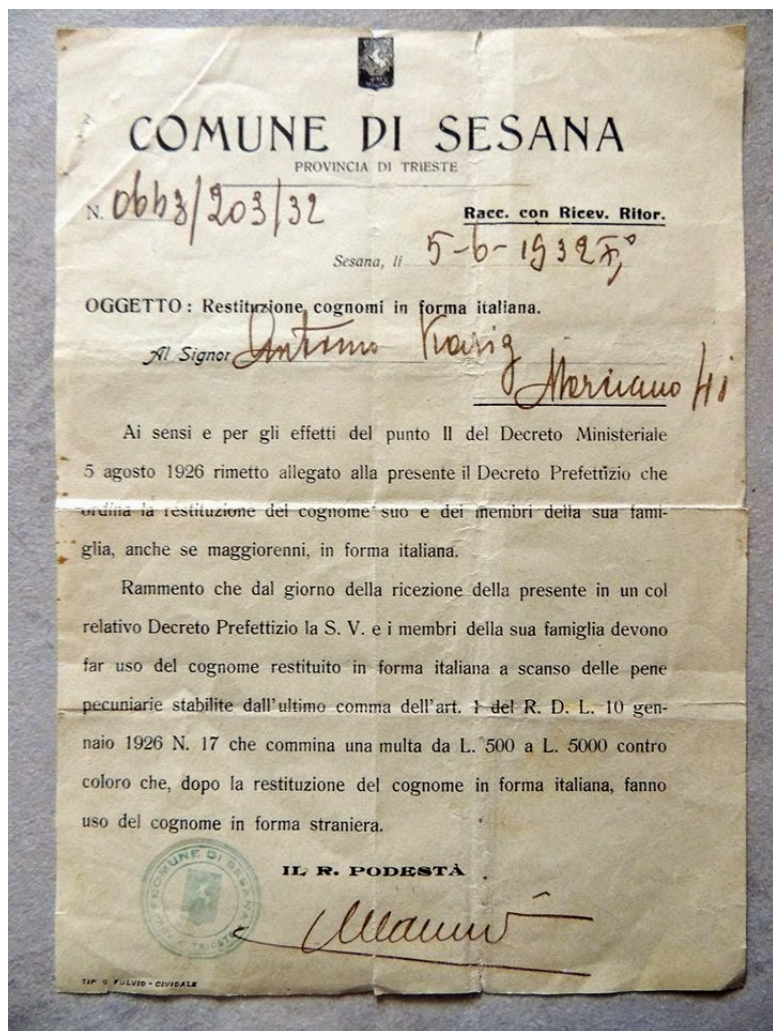 COMUNE DI SESANA
PROVINCIA DI TRIESTE
N. 0663/203/32
Racc. con Ricev. Ritor.
Sesana, lì 5-6-1932 X°
OGGETTO: Restituzione cognomi in forma italiana.
Al Signor Antonio
Ai sensi e per gli effetti del punto II del Decreto Ministeriale
5 agosto 1926 rimetto allegato alla presente il Decreto Prefettizio che
ordina la restituzione del cognome suo e dei membri della sua fami-
glia, anche se maggiorenni, in forma italiana.
Rammento che dal giorno della ricezione della presente in un col
relativo Decreto Prefettizio la S. V. e i membri della sua famiglia devono
far uso del cognome restituito in forma italiana a scanso delle pene
pecuniarie stabilite dall'ultimo comma dell'art. 1 del R. D. L. 10 gen-
naio 1926 N. 17 che commina una multa da L. 500 a L. 5000 contro
coloro che, dopo la restituzione del cognome in forma italiana, fanno
uso del cognome in forma straniera.
IL R. PODESTÀ
COMUNE DI SESANA
TRIESTE
TIP. G. FULVIO - CIVIDALE